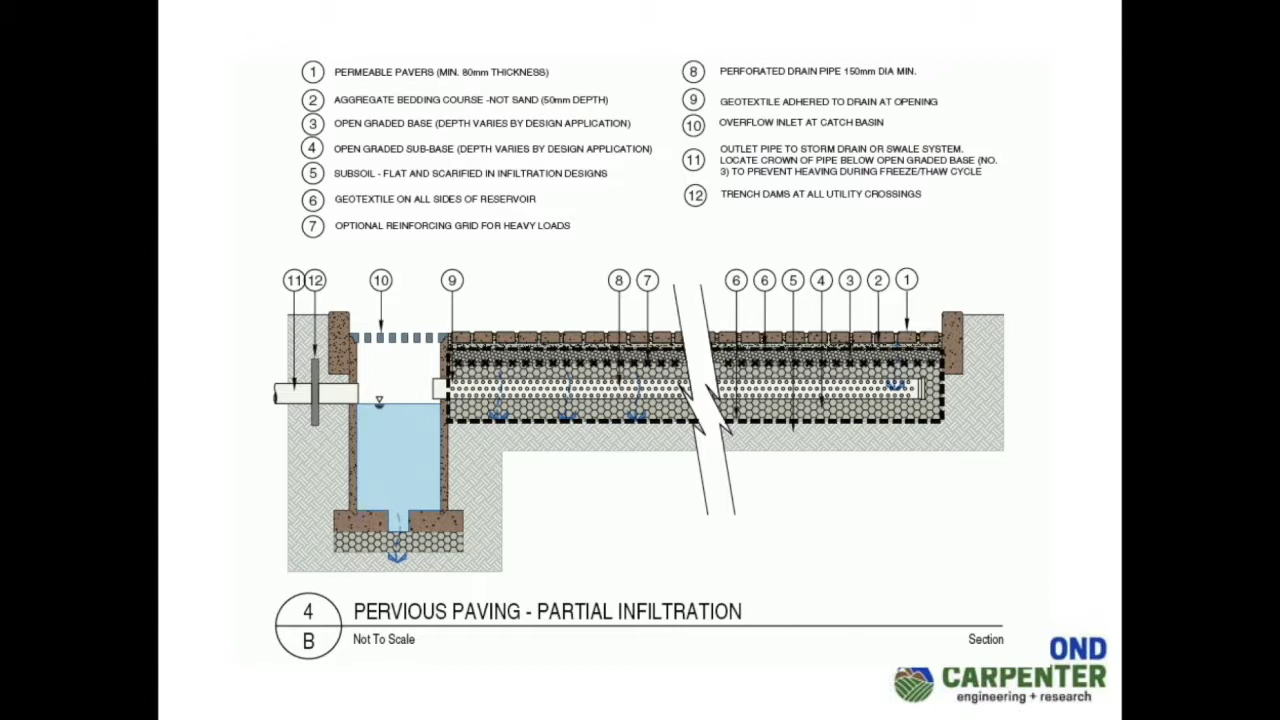 1 PERMEABLE PAVERS (MIN. 80mm THICKNESS)
2 AGGREGATE BEDDING COURSE -NOT SAND (50mm DEPTH)
3 OPEN GRADED BASE (DEPTH VARIES BY DESIGN APPLICATION)
4 OPEN GRADED SUB-BASE (DEPTH VARIES BY DESIGN APPLICATION)
5 SUBSOIL - FLAT AND SCARIFIED IN INFILTRATION DESIGNS
6 GEOTEXTILE ON ALL SIDES OF RESERVOIR
7 OPTIONAL REINFORCING GRID FOR HEAVY LOADS
8 PERFORATED DRAIN PIPE 150mm DIA MIN.
9 GEOTEXTILE ADHERED TO DRAIN AT OPENING
10 OVERFLOW INLET AT CATCH BASIN
11 OUTLET PIPE TO STORM DRAIN OR SWALE SYSTEM.
LOCATE CROWN OF PIPE BELOW OPEN GRADED BASE (NO.
3) TO PREVENT HEAVING DURING FREEZE/THAW CYCLE
12 TRENCH DAMS AT ALL UTILITY CROSSINGS
11 12 10 9 8 7 6 6 5 4 3 2 1
4 PERVIOUS PAVING - PARTIAL INFILTRATION
B Not To Scale Section
OND
CARPENTER
engineering + research